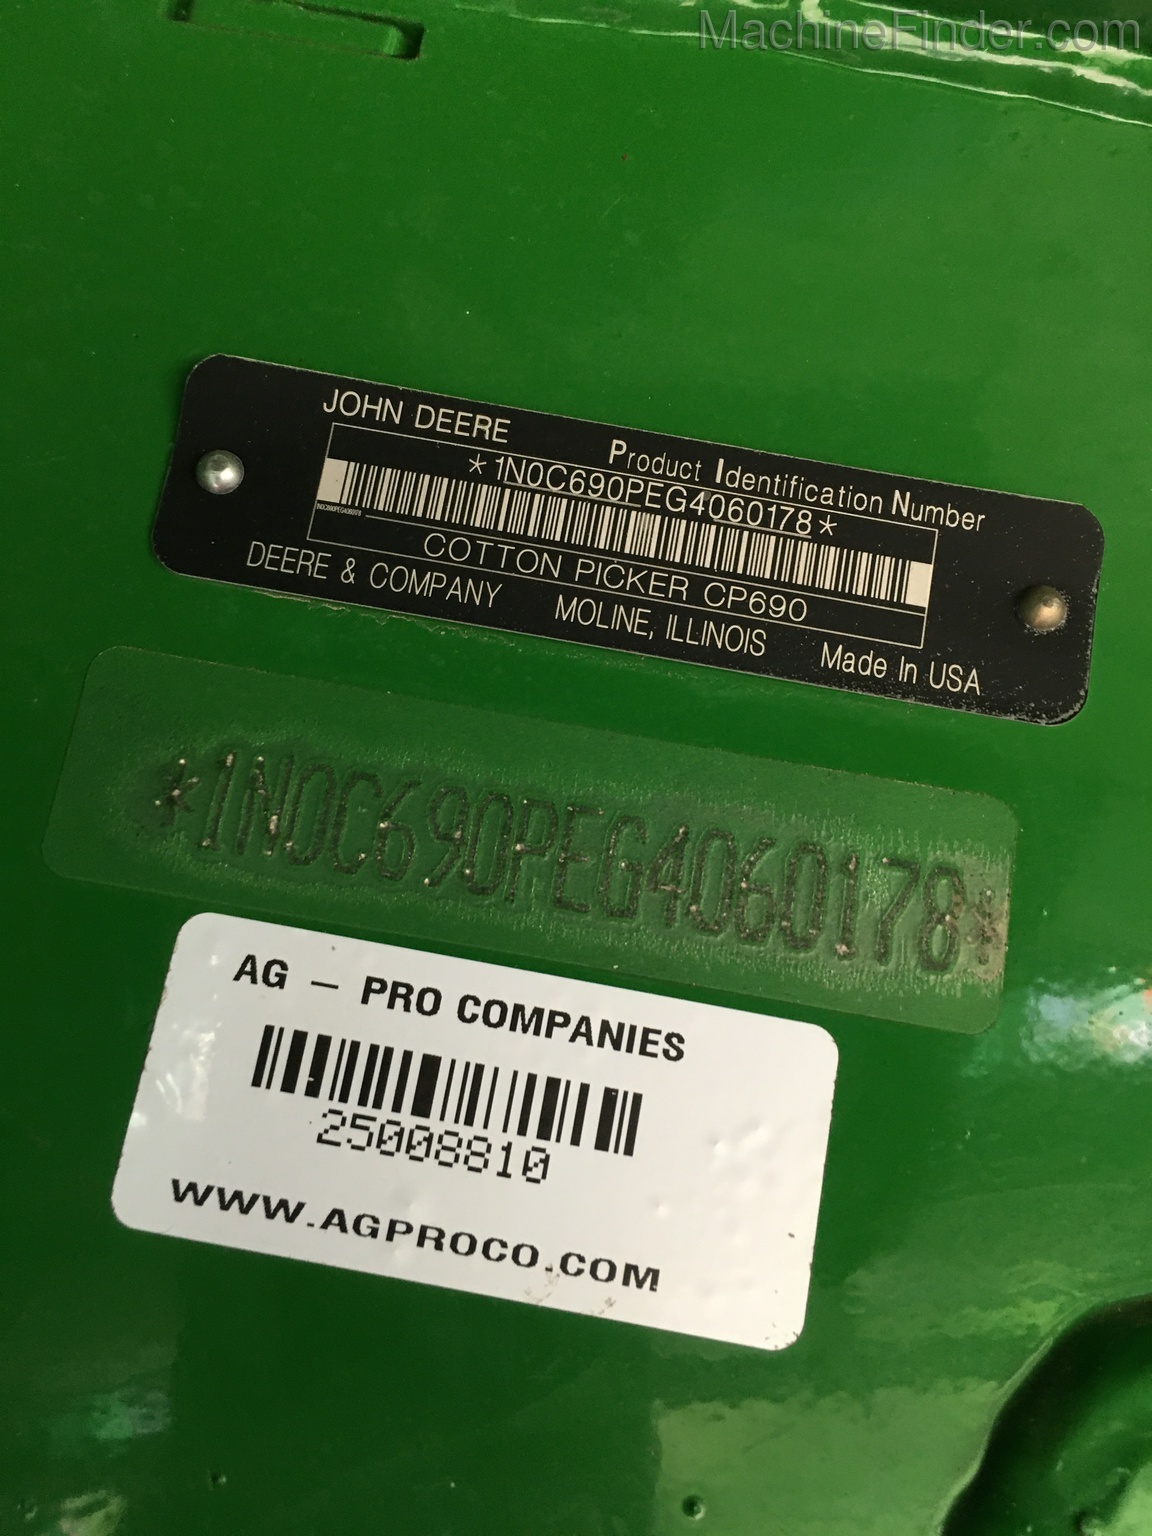 MachineFinder.com
JOHN DEERE
Product Identification Number
*1N0C690PEG4060178*
1N0C690PEG4060178
COTTON PICKER CP690
DEERE & COMPANY MOLINE, ILLINOIS Made In USA
*1N0C690PEG4060178*
AG - PRO COMPANIES
25008810
WWW.AGPROCO.COM